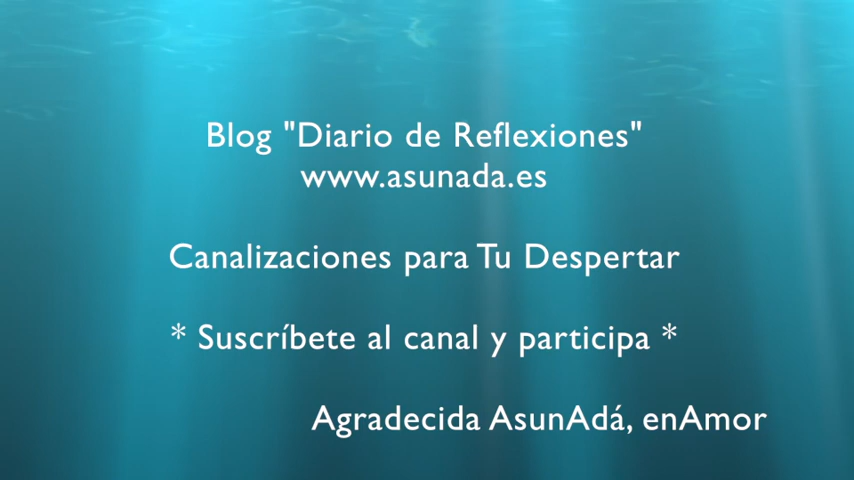 Blog "Diario de Reflexiones"
www.asunada.es
Canalizaciones para Tu Despertar
* Suscríbete al canal y participa *
Agradecida AsunAdá, enAmor